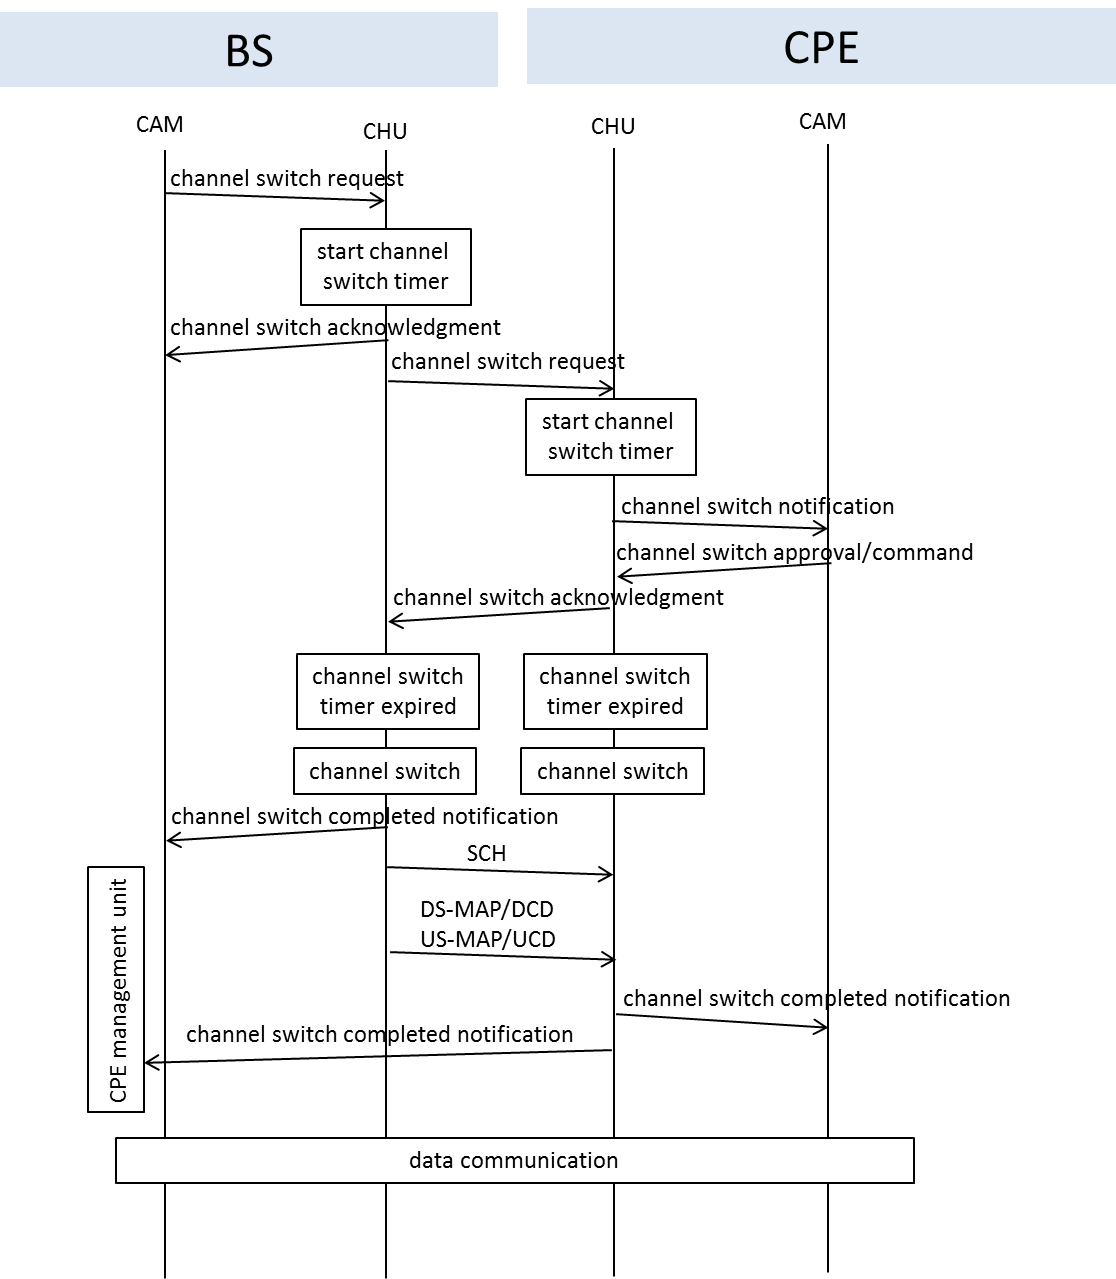 BS
CPE
CAM
CHU
CHU
CAM
channel switch request
start channel
switch timer
channel switch acknowledgment
channel switch request
start channel
switch timer
channel switch notification
channel switch approval/command
channel switch acknowledgment
channel switch
timer expired
channel switch
timer expired
channel switch
channel switch
channel switch completed notification
SCH
CPE management unit
DS-MAP/DCD
US-MAP/UCD
channel switch completed notification
channel switch completed notification
data communication